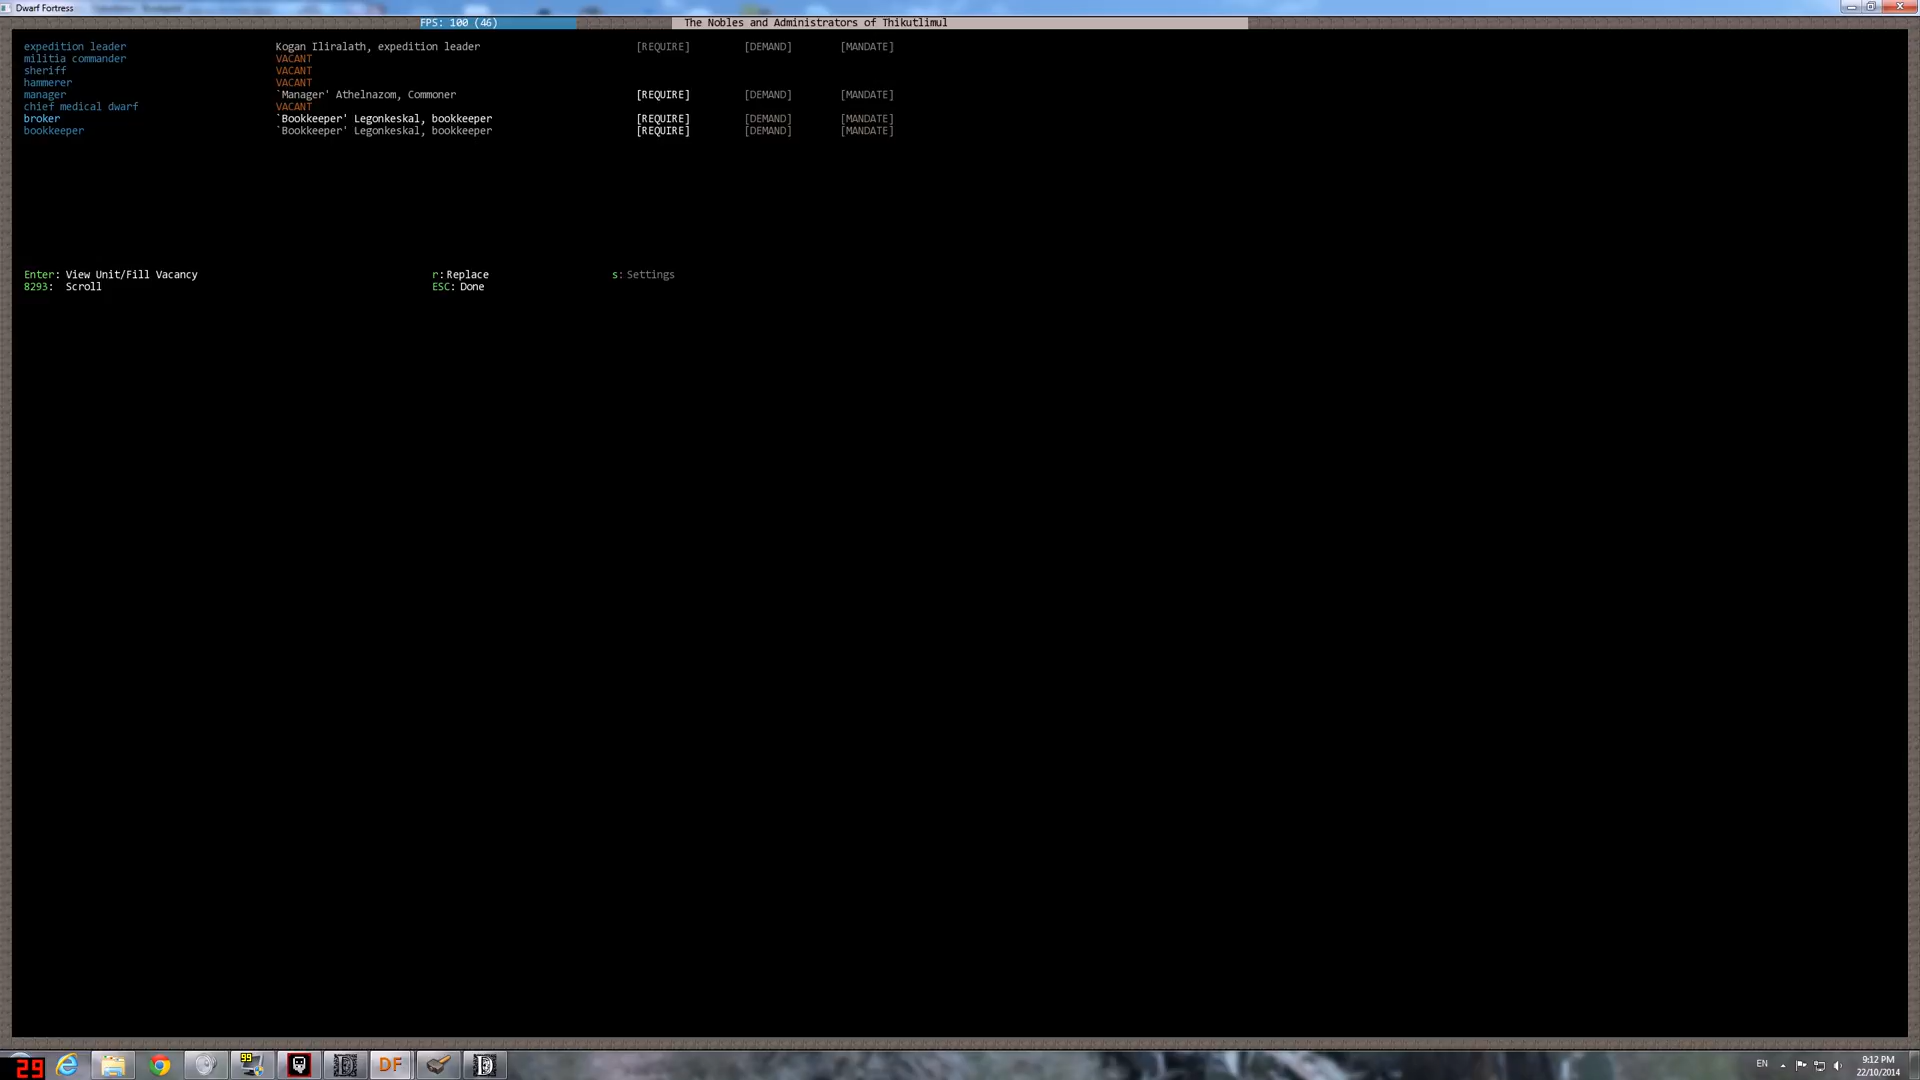 Dwarf Fortress
FPS: 100 (46) The Nobles and Administrators of Thikutlimul
expedition leader Kogan Iliralath, expedition leader [REQUIRE] [DEMAND] [MANDATE]
militia commander VACANT
sheriff VACANT
hammerer VACANT
manager `Manager' Athelnazom, Commoner [REQUIRE] [DEMAND] [MANDATE]
chief medical dwarf VACANT
broker `Bookkeeper' Legonkeskal, bookkeeper [REQUIRE] [DEMAND] [MANDATE]
bookkeeper `Bookkeeper' Legonkeskal, bookkeeper [REQUIRE] [DEMAND] [MANDATE]
Enter: View Unit/Fill Vacancy r: Replace s: Settings
8293: Scroll ESC: Done
29 99 DF EN 9:12 PM
22/10/2014